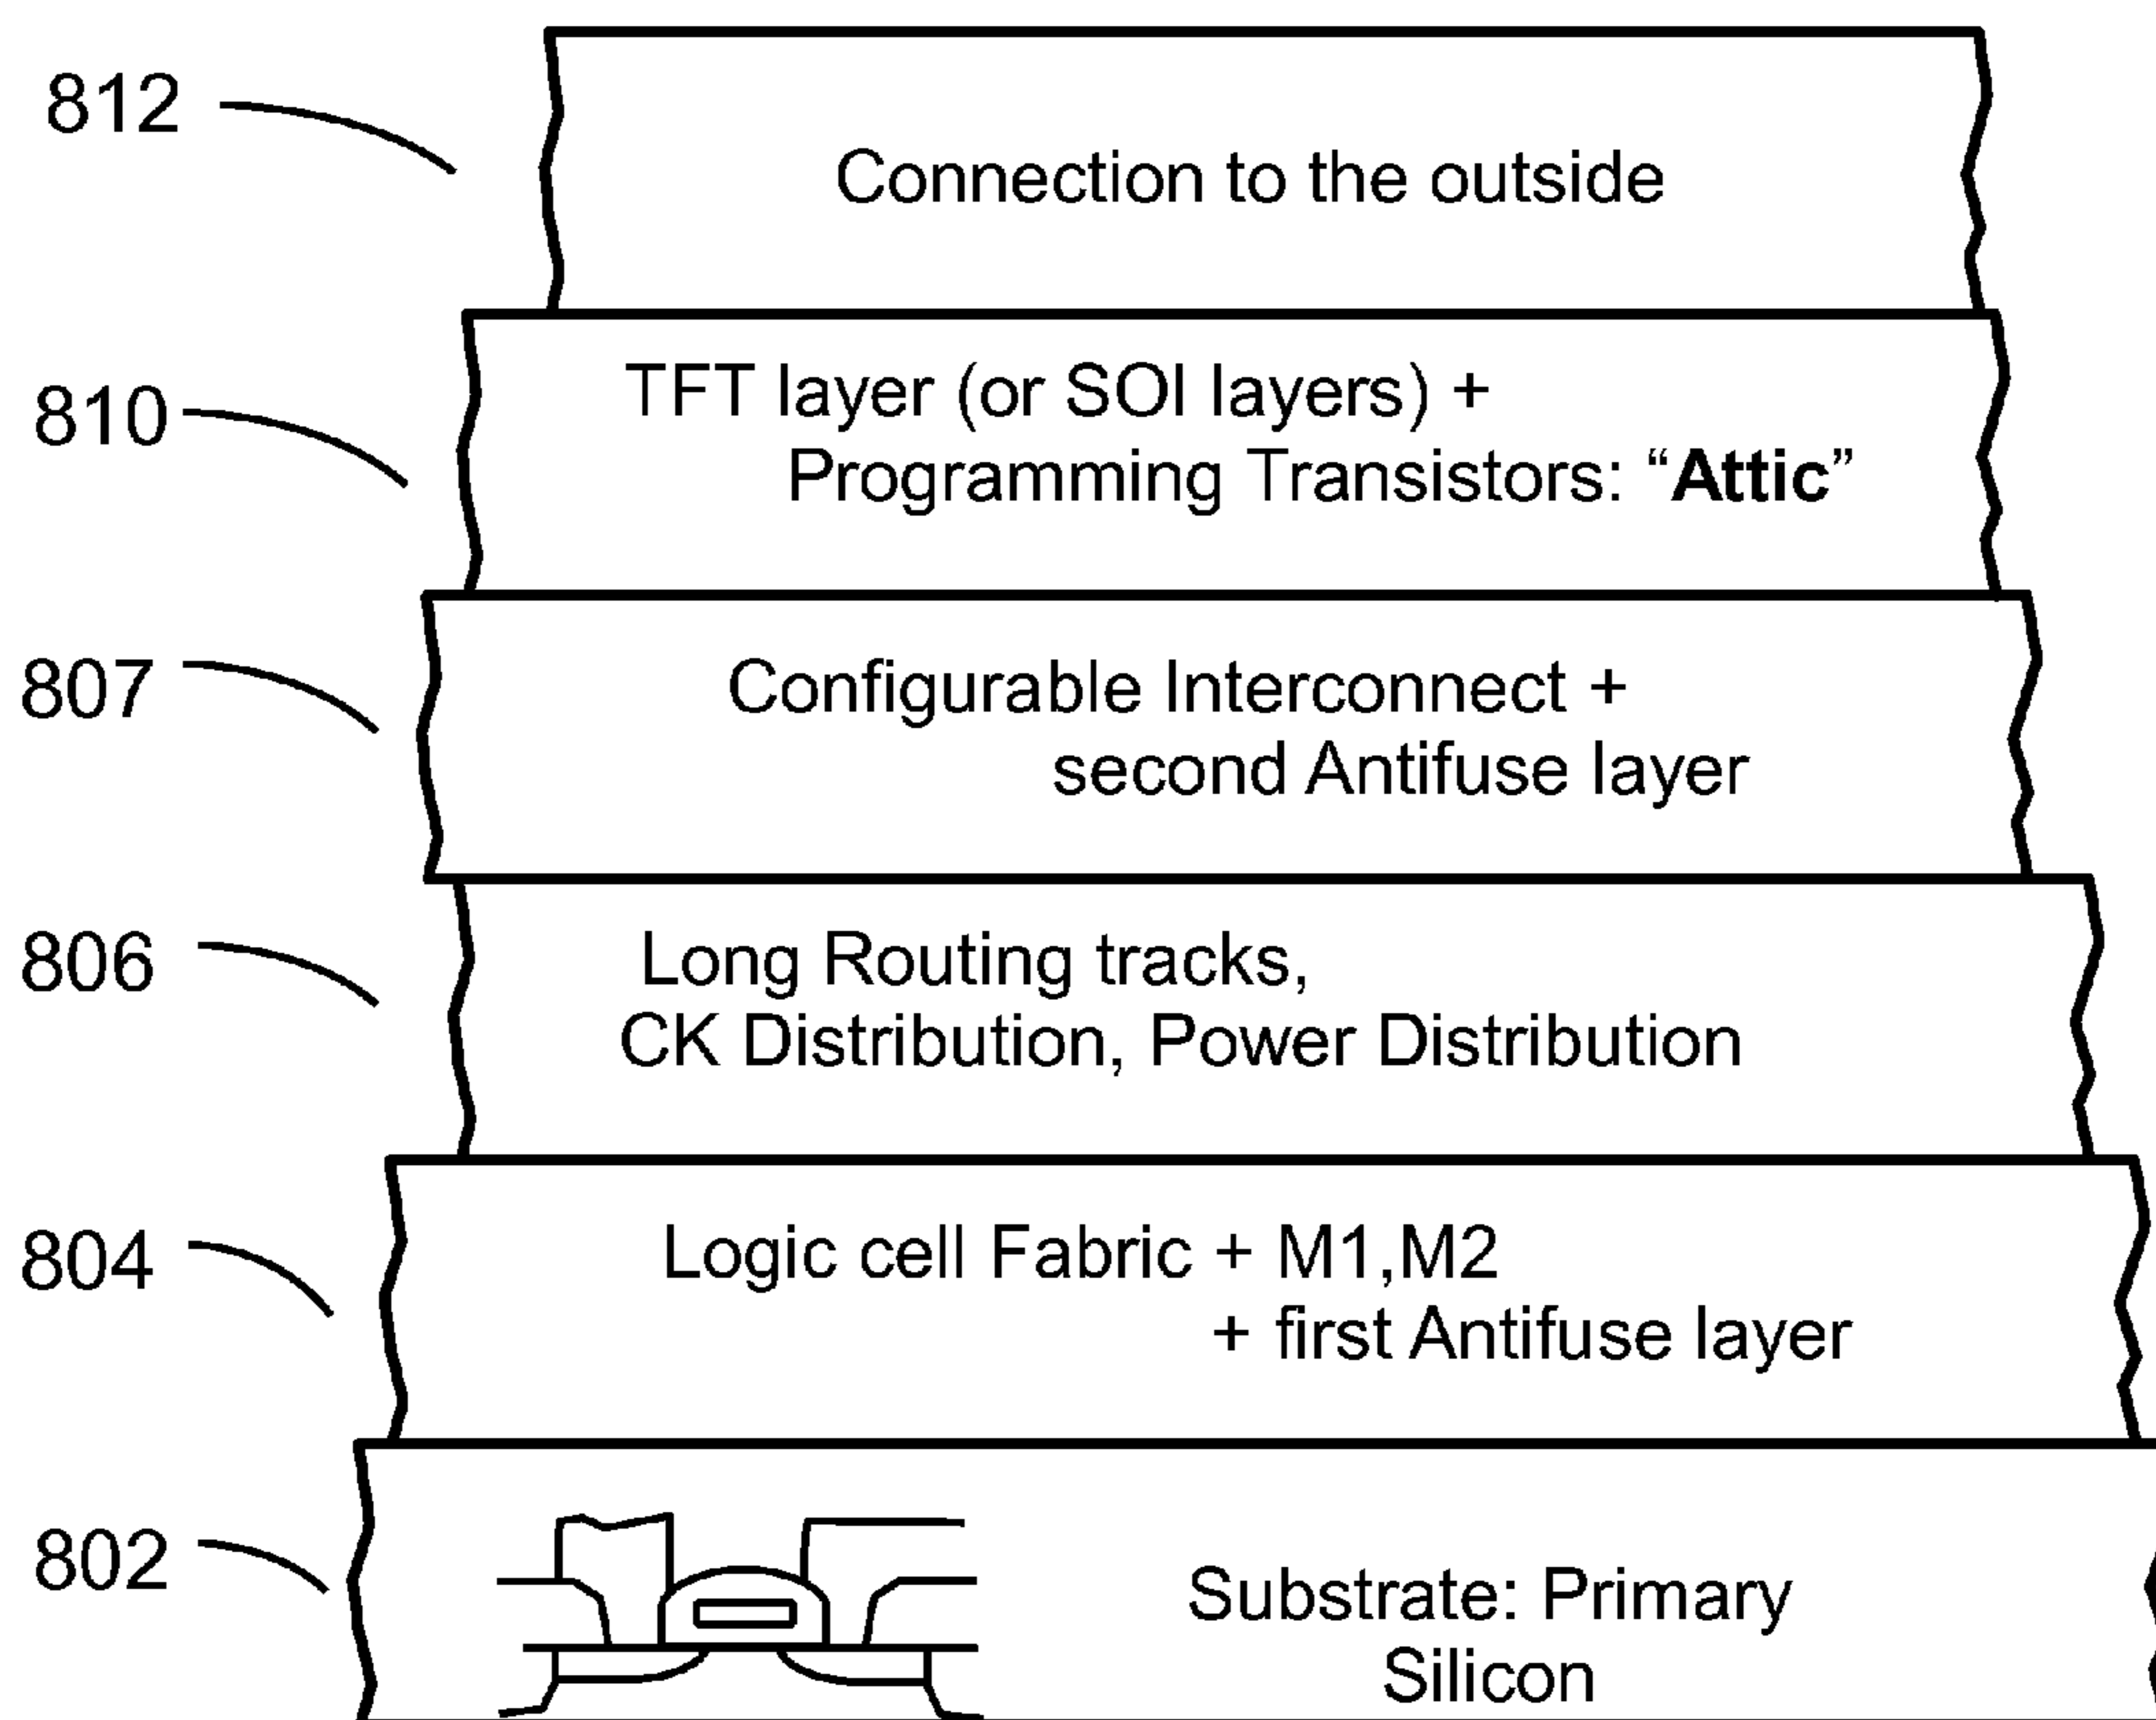 812
Connection to the outside
810
TFT layer (or SOI layers) +
Programming Transistors: “Attic”
807
Configurable Interconnect +
second Antifuse layer
806
Long Routing tracks,
CK Distribution, Power Distribution
804
Logic cell Fabric + M1,M2
+ first Antifuse layer
802
Substrate: Primary
Silicon